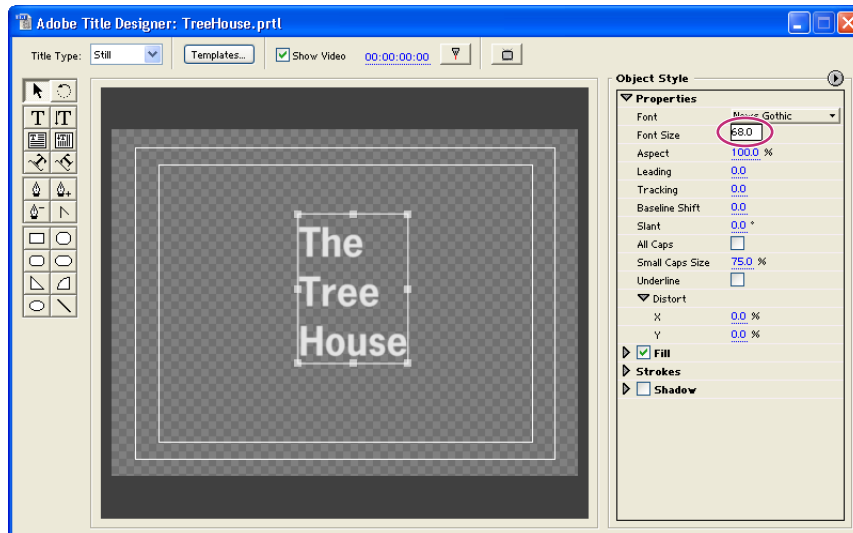 Adobe Title Designer: TreeHouse.prtl
Title Type: Still Templates... Show Video 00:00:00:00
T IT
The
Tree
House
Object Style
Properties
Font News Gothic
Font Size 68.0
Aspect 100.0 %
Leading 0.0
Tracking 0.0
Baseline Shift 0.0
Slant 0.0 °
All Caps
Small Caps Size 75.0 %
Underline
Distort
X 0.0 %
Y 0.0 %
Fill
Strokes
Shadow